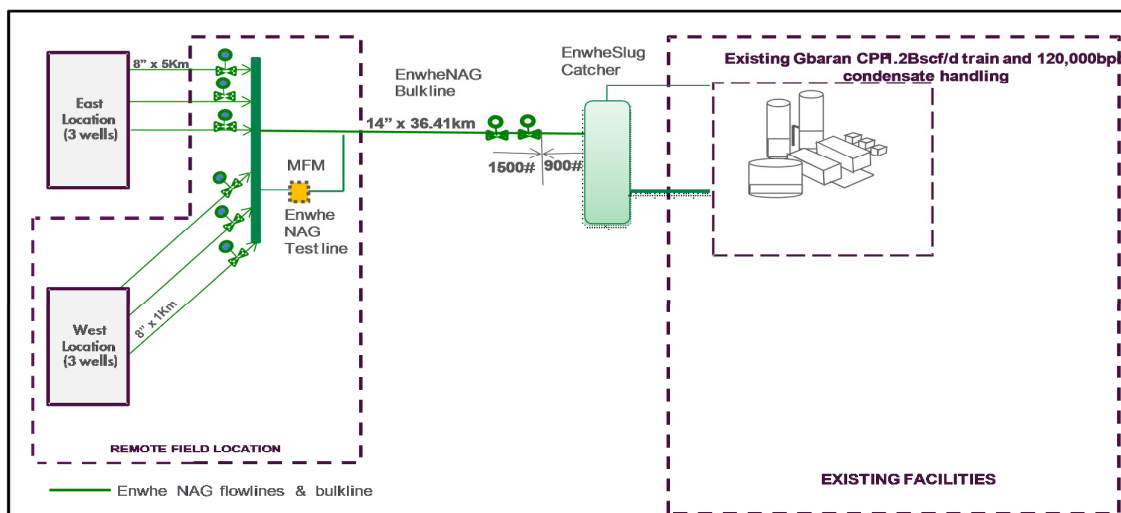 8” x 5Km
East
Location
(3 wells)
EnwheNAG
Bulkline
14” x 36.41km
EnwheSlug
Catcher
Existing Gbaran CPP1.2Bscf/d train and 120,000bpl
condensate handling
1500#
900#
MFM
Enwhe
NAG
Test line
8” x 1Km
West
Location
(3 wells)
REMOTE FIELD LOCATION
Enwhe NAG flowlines & bulkline
EXISTING FACILITIES